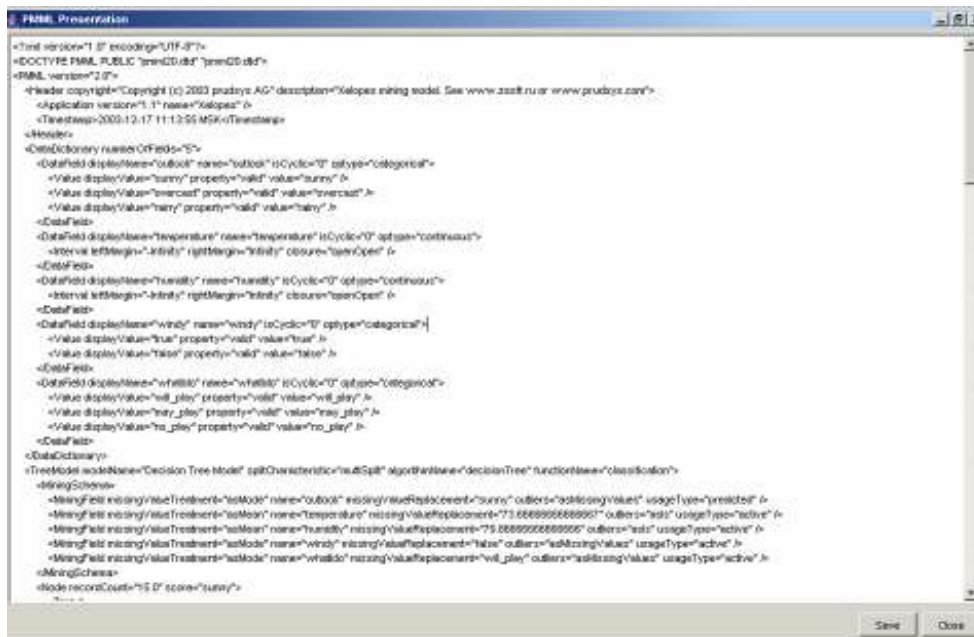 PMML Presentation
<?xml version="1.0" encoding="UTF-8"?>
<!DOCTYPE PMML PUBLIC "pmml20.dtd" "pmml20.dtd">
<PMML version="2.0">
<Header copyright="Copyright (c) 2003 prudsys AG" description="Xelopes mining model. See www.zsoft.ru or www.prudsys.com">
<Application version="1.1" name="Xelopes" />
<Timestamp>2003-12-17 11:13:55 MSK</Timestamp>
</Header>
<DataDictionary numberOfFields="5">
<DataField displayName="outlook" name="outlook" isCyclic="0" optype="categorical">
<Value displayValue="sunny" property="valid" value="sunny" />
<Value displayValue="overcast" property="valid" value="overcast" />
<Value displayValue="rainy" property="valid" value="rainy" />
</DataField>
<DataField displayName="temperature" name="temperature" isCyclic="0" optype="continuous">
<Interval leftMargin="-Infinity" rightMargin="Infinity" closure="openOpen" />
</DataField>
<DataField displayName="humidity" name="humidity" isCyclic="0" optype="continuous">
<Interval leftMargin="-Infinity" rightMargin="Infinity" closure="openOpen" />
</DataField>
<DataField displayName="windy" name="windy" isCyclic="0" optype="categorical">
<Value displayValue="true" property="valid" value="true" />
<Value displayValue="false" property="valid" value="false" />
</DataField>
<DataField displayName="whatIdo" name="whatIdo" isCyclic="0" optype="categorical">
<Value displayValue="will_play" property="valid" value="will_play" />
<Value displayValue="may_play" property="valid" value="may_play" />
<Value displayValue="no_play" property="valid" value="no_play" />
</DataField>
</DataDictionary>
<TreeModel modelName="Decision Tree Model" splitCharacteristic="multiSplit" algorithmName="decisionTree" functionName="classification">
<MiningSchema>
<MiningField missingValueTreatment="asMode" name="outlook" missingValueReplacement="sunny" outliers="asMissingValues" usageType="predicted" />
<MiningField missingValueTreatment="asMean" name="temperature" outliers="asIs" usageType="active" />
<MiningField missingValueTreatment="asMean" name="humidity" outliers="asIs" usageType="active" />
<MiningField missingValueTreatment="asMode" name="windy" missingValueReplacement="false" outliers="asMissingValues" usageType="active" />
<MiningField missingValueTreatment="asMode" name="whatIdo" missingValueReplacement="will_play" outliers="asMissingValues" usageType="active" />
</MiningSchema>
<Node recordCount="15.0" score="sunny">
Save Close